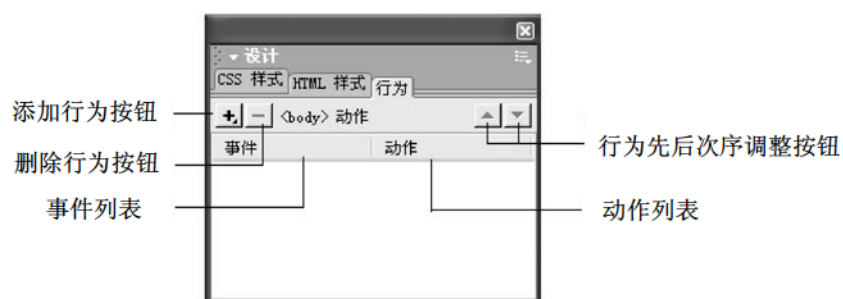 设计
CSS 样式 HTML 样式 行为
添加行为按钮
<body> 动作
删除行为按钮
事件 动作
行为先后次序调整按钮
事件列表
动作列表